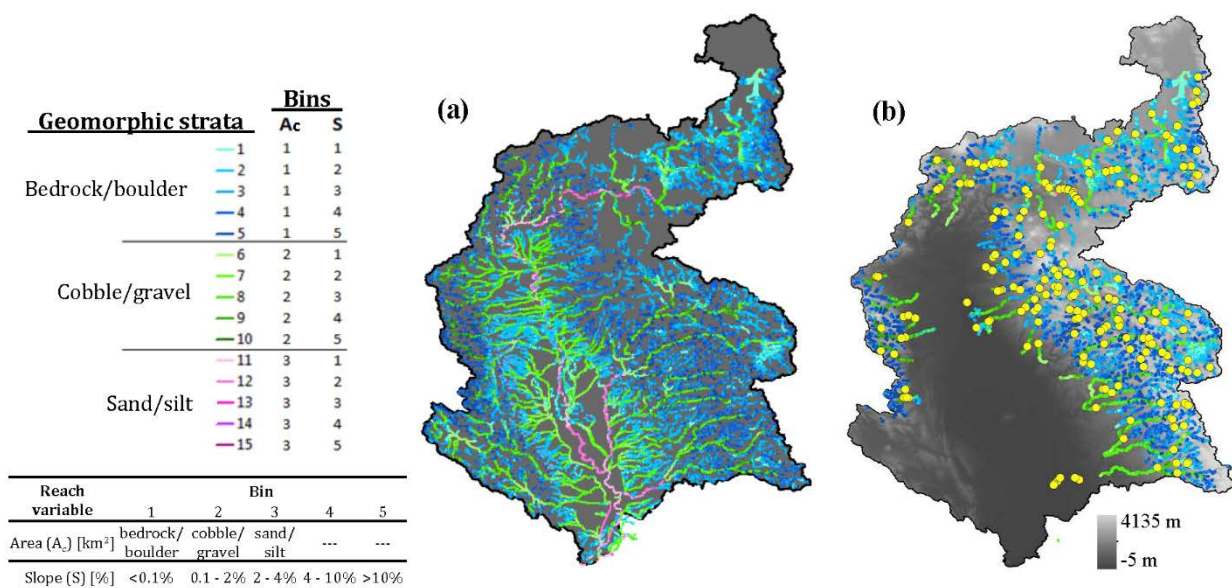 Bins
Geomorphic strata Ac S
1 1 1
2 1 2
Bedrock/boulder 3 1 3
4 1 4
5 1 5
6 2 1
7 2 2
Cobble/gravel 8 2 3
9 2 4
10 2 5
11 3 1
12 3 2
Sand/silt 13 3 3
14 3 4
15 3 5
Reach variable Bin
1 2 3 4 5
Area (Ac) [km²] bedrock/boulder cobble/gravel sand/silt --- ---
Slope (S) [%] <0.1% 0.1 - 2% 2 - 4% 4 - 10% >10%
(a)
(b)
4135 m
-5 m